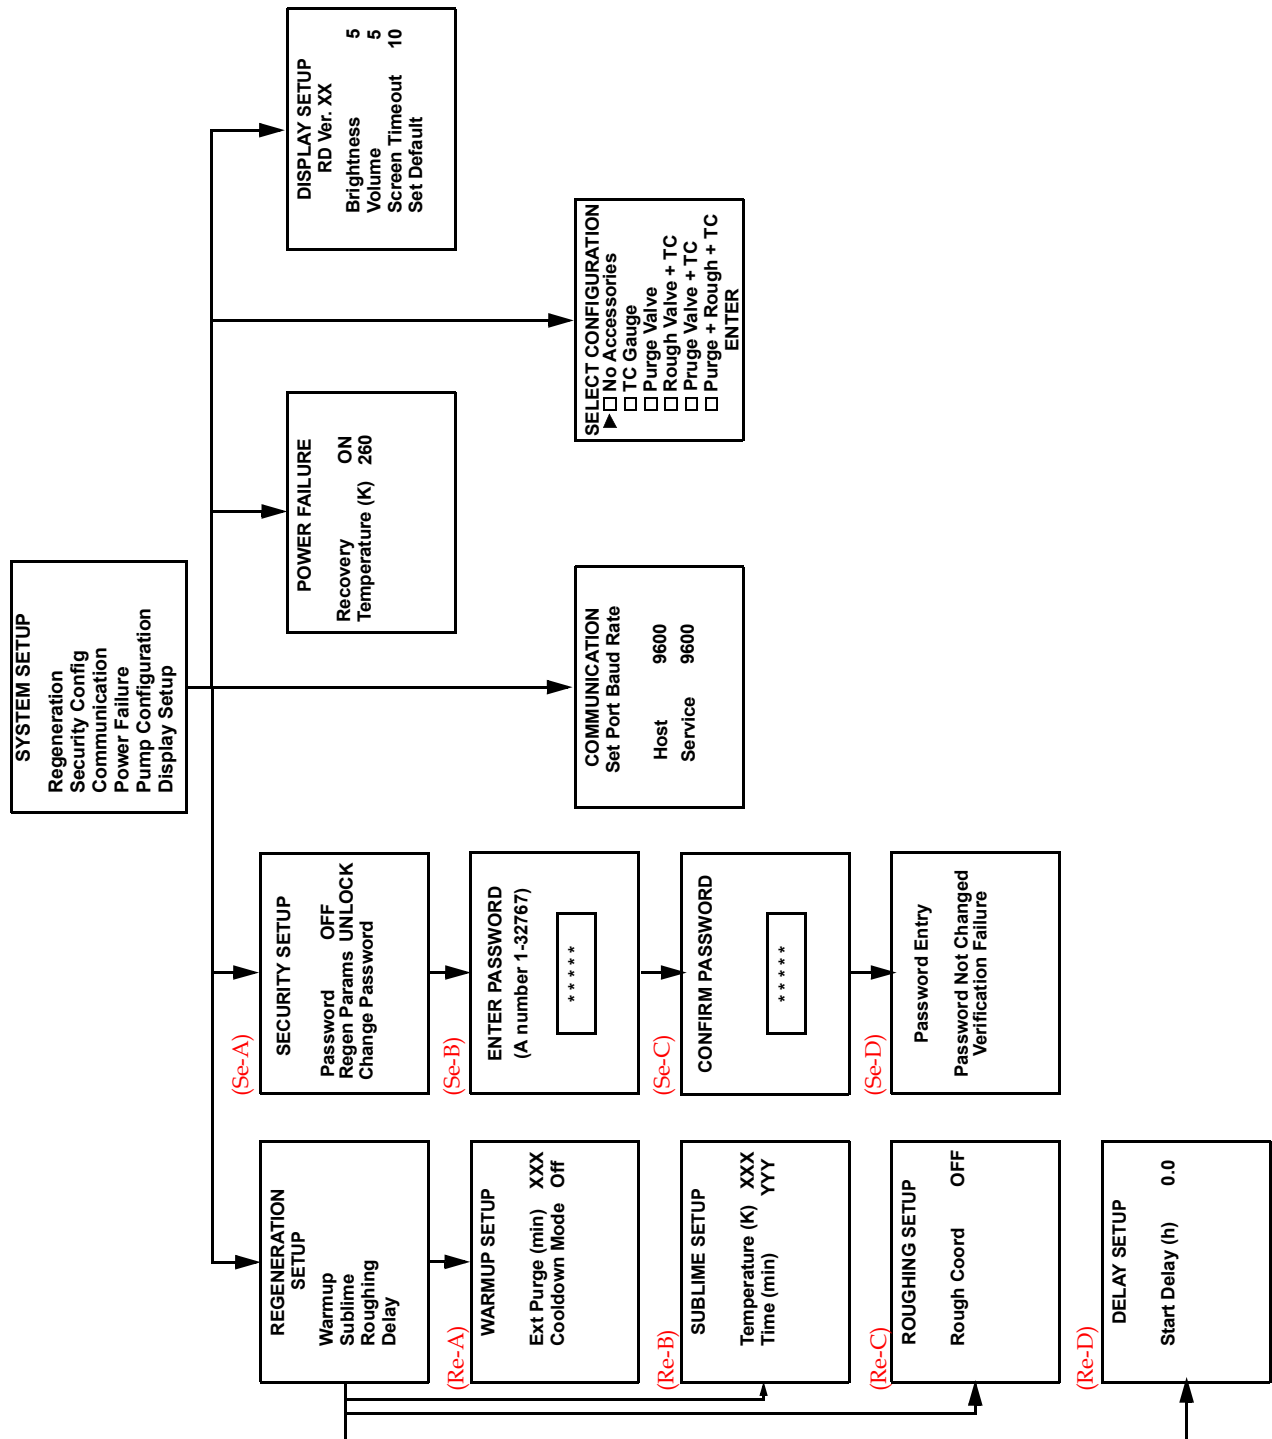 SYSTEM SETUP
Regeneration
Security Config
Communication
Power Failure
Pump Configuration
Display Setup
REGENERATION
SETUP
Warmup
Sublime
Roughing
Delay
(Re-A)
WARMUP SETUP
Ext Purge (min) XXX
Cooldown Mode Off
(Re-B)
SUBLIME SETUP
Temperature (K) XXX
Time (min) YYY
(Re-C)
ROUGHING SETUP
Rough Coord OFF
(Re-D)
DELAY SETUP
Start Delay (h) 0.0
(Se-A)
SECURITY SETUP
Password OFF
Regen Params UNLOCK
Change Password
(Se-B)
ENTER PASSWORD
(A number 1-32767)
* * * * *
(Se-C)
CONFIRM PASSWORD
* * * * *
(Se-D)
Password Entry
Password Not Changed
Verification Failure
COMMUNICATION
Set Port Baud Rate
Host 9600
Service 9600
POWER FAILURE
Recovery ON
Temperature (K) 260
SELECT CONFIGURATION
No Accessories
TC Gauge
Purge Valve
Rough Valve + TC
Pruge Valve + TC
Purge + Rough + TC
ENTER
DISPLAY SETUP
RD Ver. XX
Brightness 5
Volume 5
Screen Timeout 10
Set Default